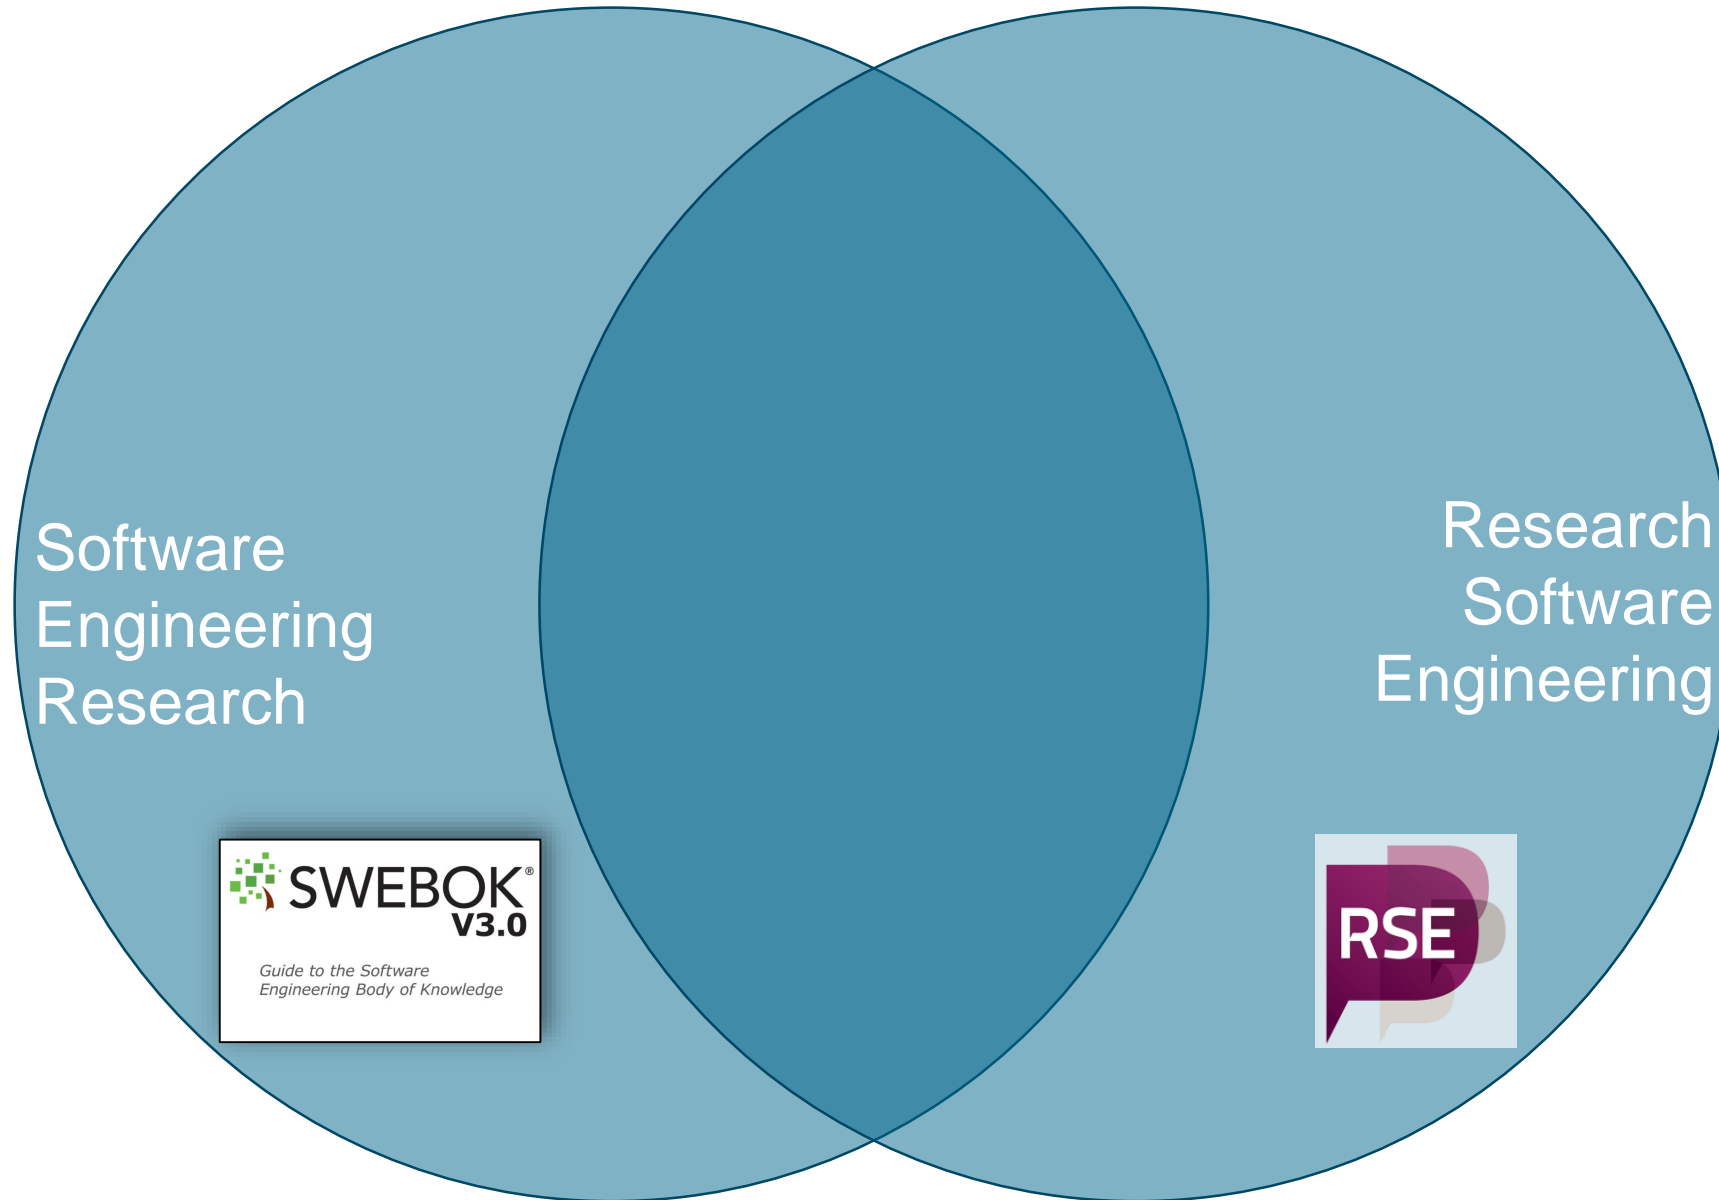 Software
Engineering
Research
Research
Software
Engineering
SWEBOK®
V3.0
Guide to the Software
Engineering Body of Knowledge
RSE